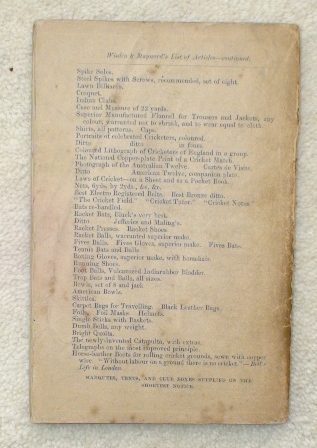 Wisden & Maynard's List of Articles—continued.
Spike Soles.
Steel Spikes with Screws, recommended, set of eight.
Lawn Billiards.
Croquet.
Indian Clubs.
Case and Measure of 22 yards.
Superior Manufactured Flannel for Trousers and Jackets, any
colour, warranted not to shrink, and to wear equal to cloth.
Shirts, all patterns. Caps.
Portraits of celebrated Cricketers, coloured.
Ditto ditto in fours.
Coloured Lithograph of Cricketers of England in a group.
The National Copper-plate Print of a Cricket Match.
Photograph of the Australian Twelve. Cartes de Visite.
Ditto American Twelve, companion plate.
Laws of Cricket—on a Sheet and as a Pocket Book.
Nets, 6yds. by 2yds., &c. &c.
Best Electro Registered Belts. Best Bronze ditto.
"The Cricket Field." "Cricket Tutor." "Cricket Notes
Bats re-handled.
Racket Bats, very best.
Ditto Jefferies and Maling's.
Racket Presses. Racket Shoes
Racket Balls, warranted superior make.
Fives Balls. Fives Gloves, superior make. Fives Bats.
Tennis Bats and Balls
Boxing Gloves, superior make, with horsehair.
Running Shoes.
Foot Balls, Vulcanized Indiarubber Bladder.
Trap Bats and Balls, all sizes.
Bowls, set of 8 and jack
American Bowls.
Skittles.
Carpet Bags for Travelling. Black Leather Bags.
Foils. Foil Masks Helmets.
Single Sticks with Baskets.
Dumb Bells, any weight.
Bright Quoits.
The newly-invented Catapulta, with extras.
Telegraphs on the most improved principle.
Horse-leather Boots for rolling cricket grounds, sewn with copper
wire. "Without labour on a ground there is no cricket."—Bell's
Life in London.
MARQUEES, TENTS, AND CLUB BOXES SUPPLIED ON THE
SHORTEST NOTICE.